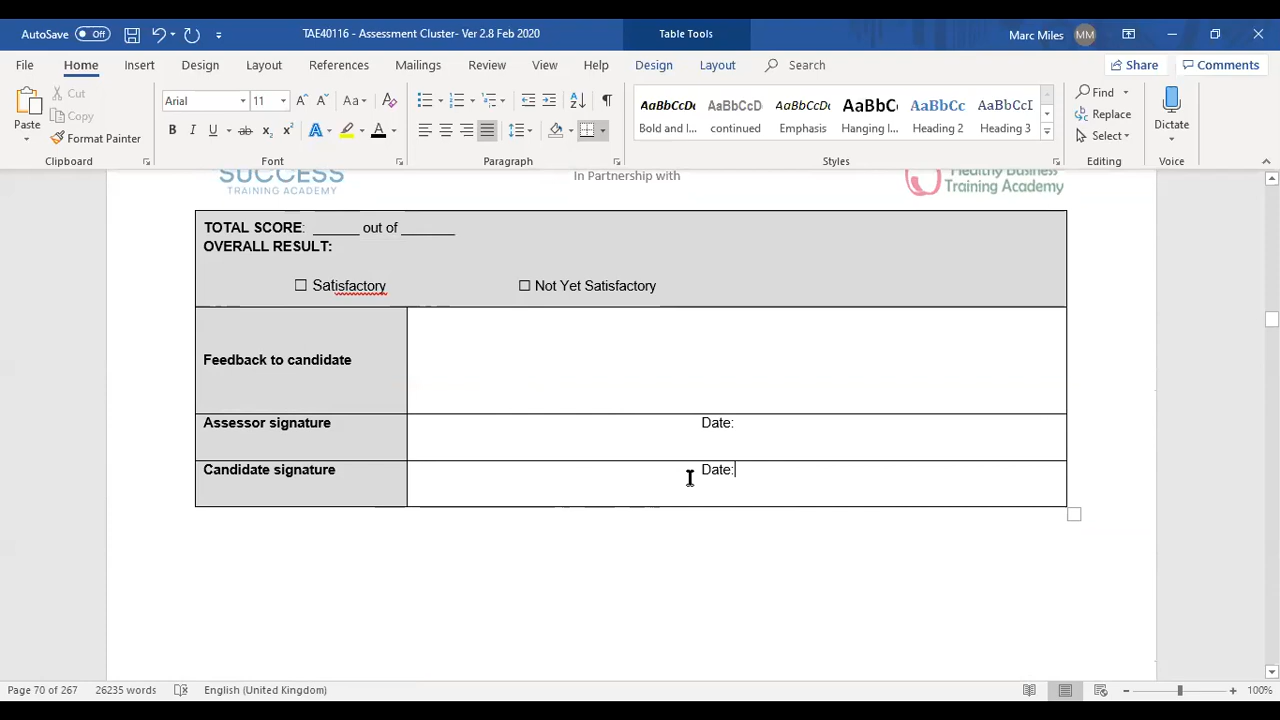 AutoSave Off TAE40116 - Assessment Cluster- Ver 2.8 Feb 2020 Table Tools Marc Miles MM
File Home Insert Design Layout References Mailings Review View Help Design Layout Search Share Comments
Paste Cut Copy Format Painter
Clipboard
Arial 11
Font
Paragraph
AaBbCcDc AaBbCcDc AaBbCcDc AaBbCc AaBbCc AaBbCcI
Bold and I... continued Emphasis Hanging I... Heading 2 Heading 3
Styles
Find
Replace
Select
Editing
Dictate
Voice
SUCCESS
TRAINING ACADEMY
In Partnership with
Healthy Business
Training Academy
TOTAL SCORE: ______ out of _______
OVERALL RESULT:
☐ Satisfactory ☐ Not Yet Satisfactory
Feedback to candidate
Assessor signature Date:
Candidate signature Date:
Page 70 of 267 26235 words English (United Kingdom) 100%